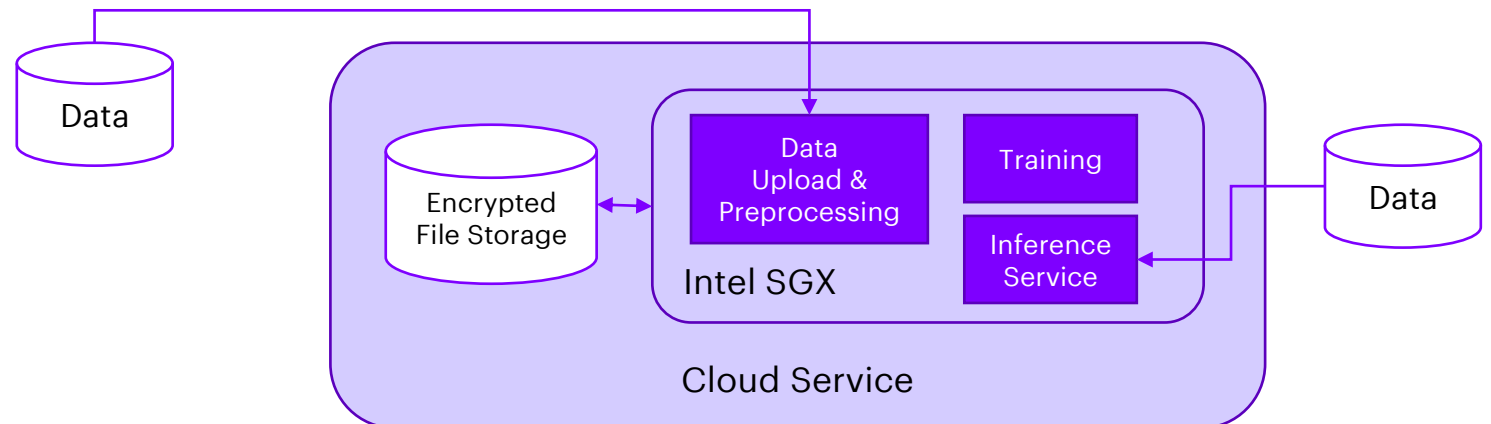 Data
Encrypted
File Storage
Data
Upload &
Preprocessing
Training
Inference
Service
Intel SGX
Cloud Service
Data